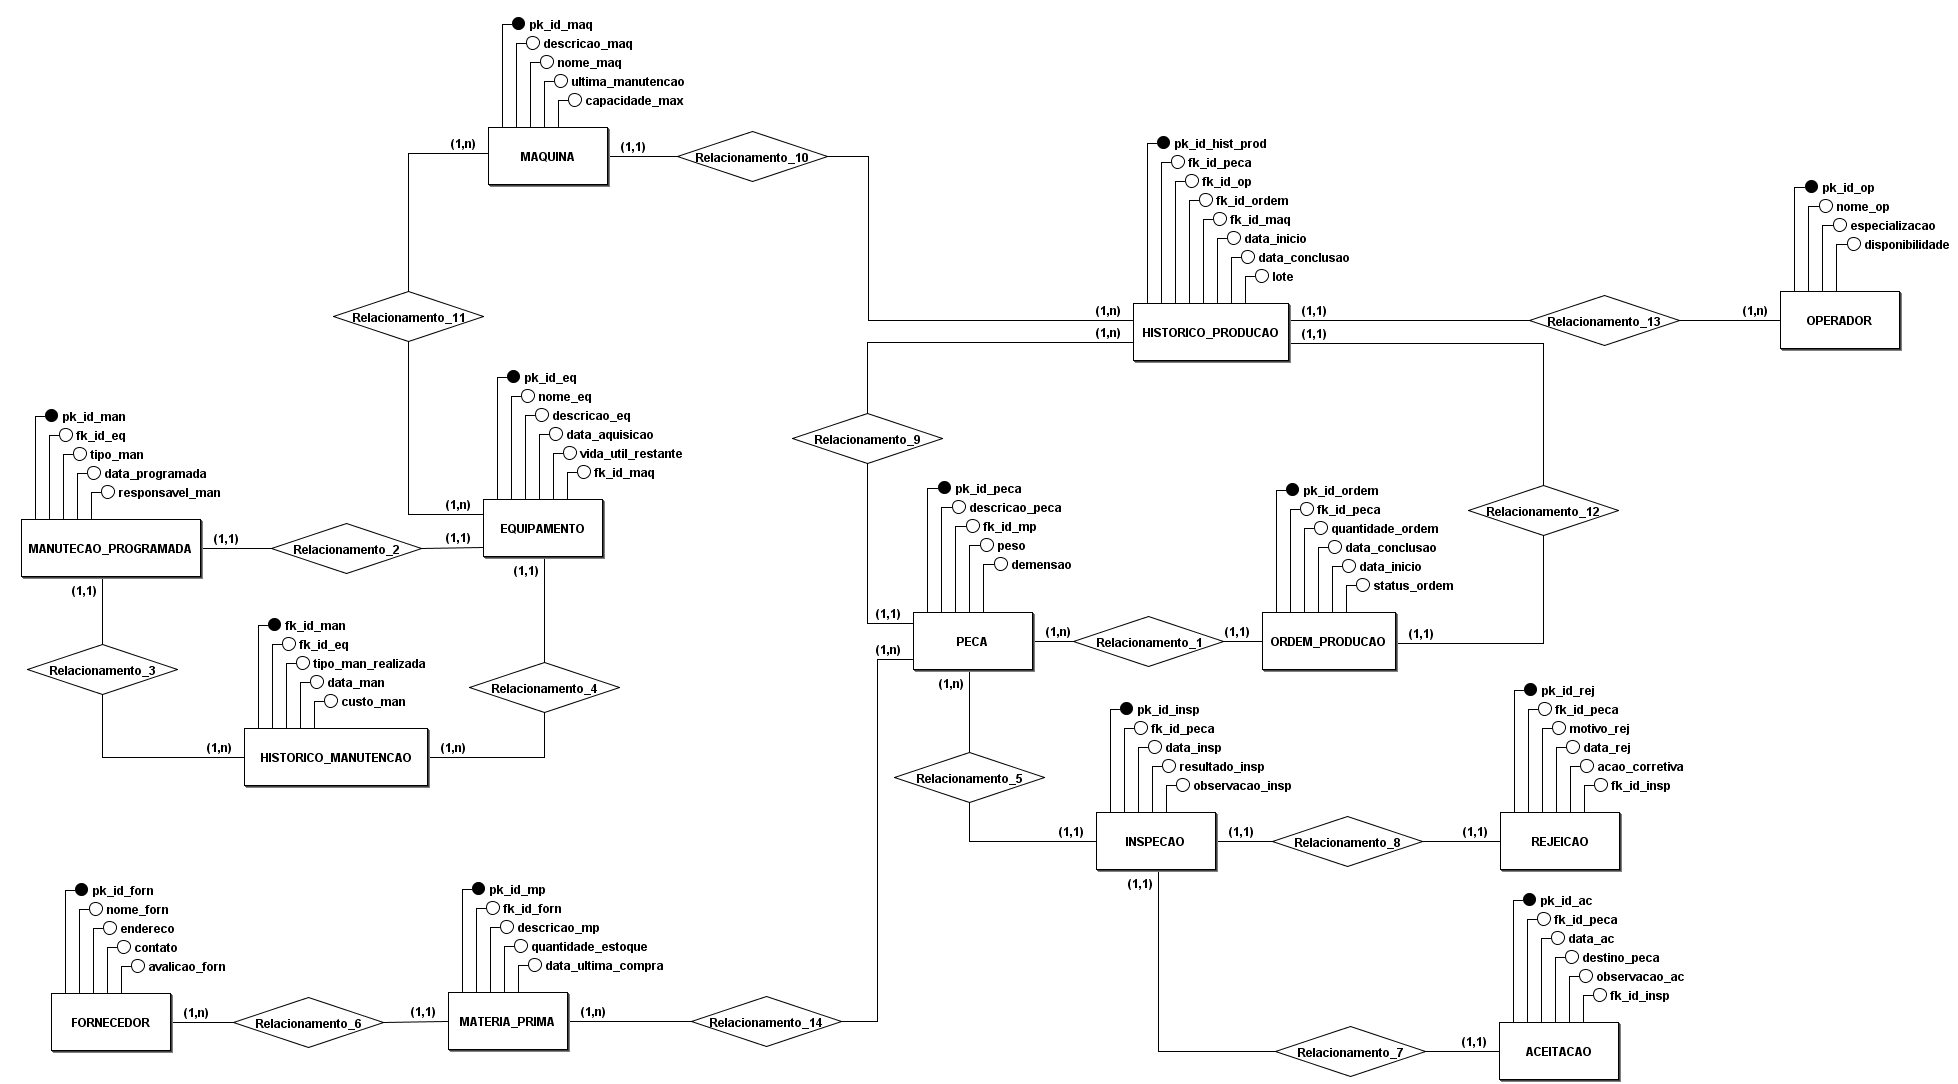 pk_id_maq
descricao_maq
nome_maq
ultima_manutencao
capacidade_max
(1,n)
MAQUINA
(1,1)
Relacionamento_10
pk_id_hist_prod
fk_id_peca
fk_id_op
fk_id_ordem
fk_id_maq
data_inicio
data_conclusao
lote
(1,n)
(1,n)
HISTORICO_PRODUCAO
(1,1)
(1,1)
Relacionamento_13
(1,n)
pk_id_op
nome_op
especializacao
disponibilidade
OPERADOR
Relacionamento_11
pk_id_eq
nome_eq
descricao_eq
data_aquisicao
vida_util_restante
fk_id_maq
(1,n)
EQUIPAMENTO
(1,1)
(1,1)
pk_id_man
fk_id_eq
tipo_man
data_programada
responsavel_man
MANUTECAO_PROGRAMADA
(1,1)
Relacionamento_2
(1,1)
Relacionamento_3
fk_id_man
fk_id_eq
tipo_man_realizada
data_man
custo_man
(1,n)
HISTORICO_MANUTENCAO
(1,n)
Relacionamento_4
Relacionamento_9
pk_id_peca
descricao_peca
fk_id_mp
peso
demensao
(1,1)
PECA
(1,n)
(1,n)
(1,n)
Relacionamento_1
(1,1)
pk_id_ordem
fk_id_peca
quantidade_ordem
data_conclusao
data_inicio
status_ordem
ORDEM_PRODUCAO
(1,1)
Relacionamento_12
Relacionamento_5
pk_id_insp
fk_id_peca
data_insp
resultado_insp
observacao_insp
(1,1)
INSPECAO
(1,1)
(1,1)
Relacionamento_8
(1,1)
pk_id_rej
fk_id_peca
motivo_rej
data_rej
acao_corretiva
fk_id_insp
REJEICAO
pk_id_forn
nome_forn
endereco
contato
avalicao_forn
FORNECEDOR
(1,n)
Relacionamento_6
(1,1)
pk_id_mp
fk_id_forn
descricao_mp
quantidade_estoque
data_ultima_compra
MATERIA_PRIMA
(1,n)
Relacionamento_14
pk_id_ac
fk_id_peca
data_ac
destino_peca
observacao_ac
fk_id_insp
Relacionamento_7
(1,1)
ACEITACAO